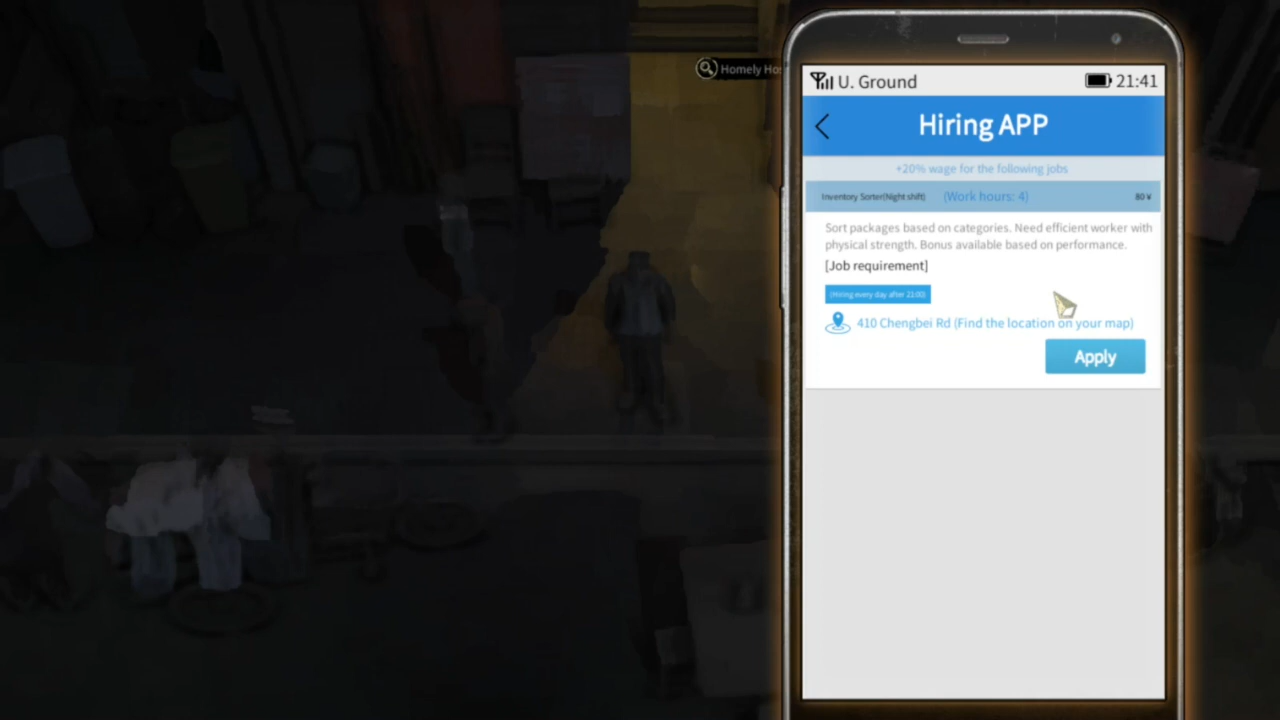 Homely Hos
U. Ground
21:41
Hiring APP
+20% wage for the following jobs
Inventory Sorter(Night shift) (Work hours: 4) 80 ¥
Sort packages based on categories. Need efficient worker with
physical strength. Bonus available based on performance.
[Job requirement]
(Hiring every day after 21:00)
410 Chengbei Rd (Find the location on your map)
Apply